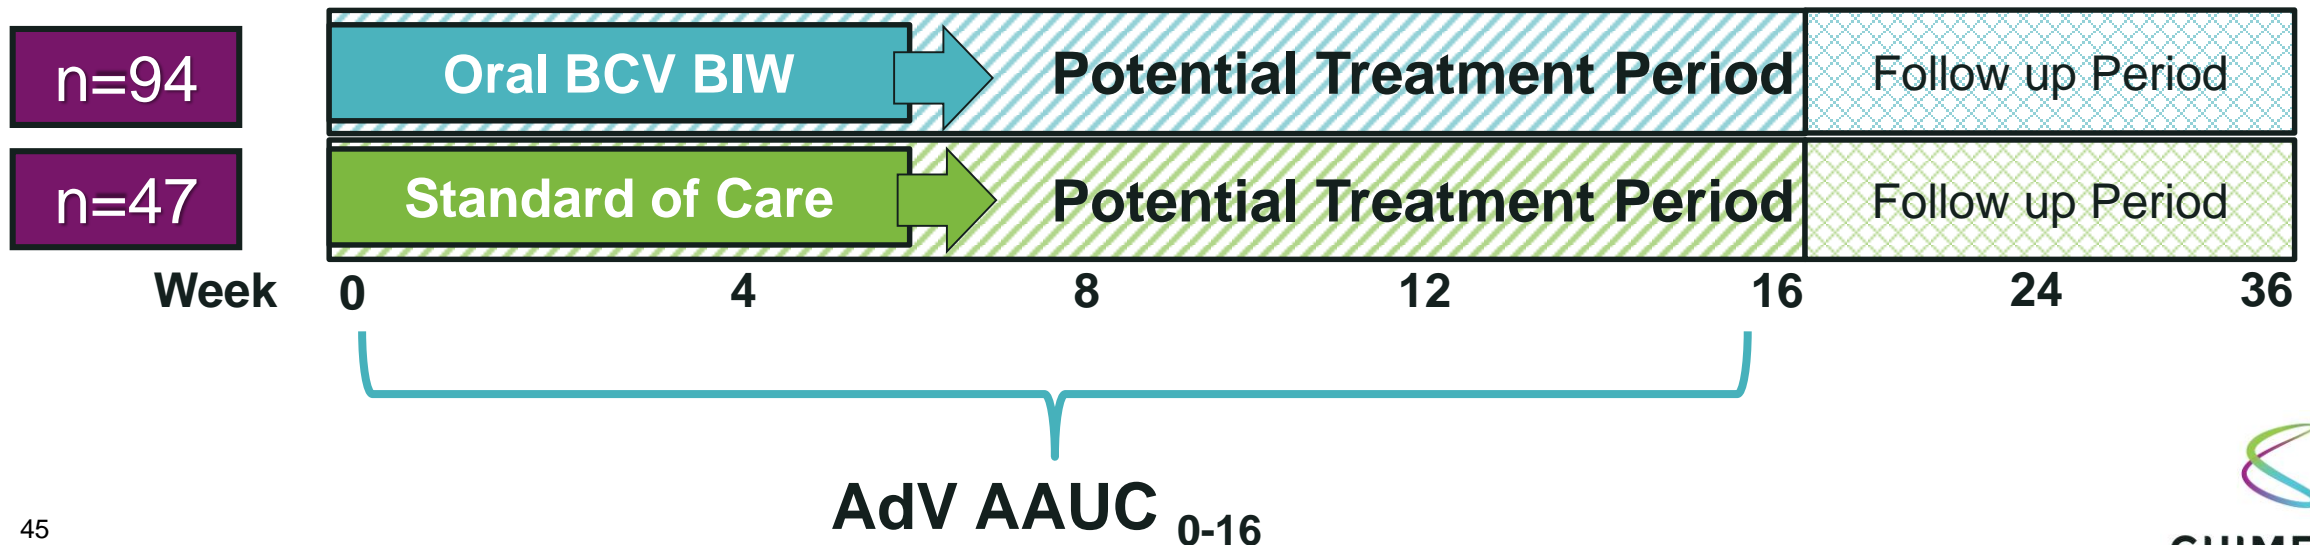 n=94
Oral BCV BIW
Potential Treatment Period
Follow up Period
n=47
Standard of Care
Potential Treatment Period
Follow up Period
Week 0 4 8 12 16 24 36
AdV AAUC 0-16
45